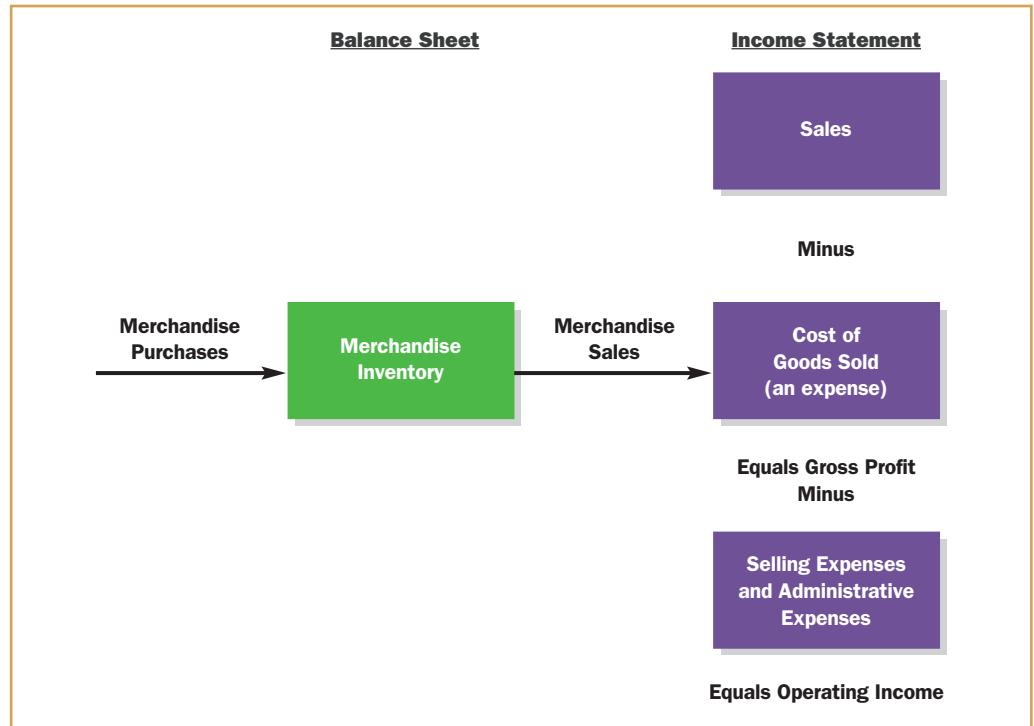 Balance Sheet
Income Statement
Sales
Minus
Merchandise
Purchases
Merchandise
Inventory
Merchandise
Sales
Cost of
Goods Sold
(an expense)
Equals Gross Profit
Minus
Selling Expenses
and Administrative
Expenses
Equals Operating Income